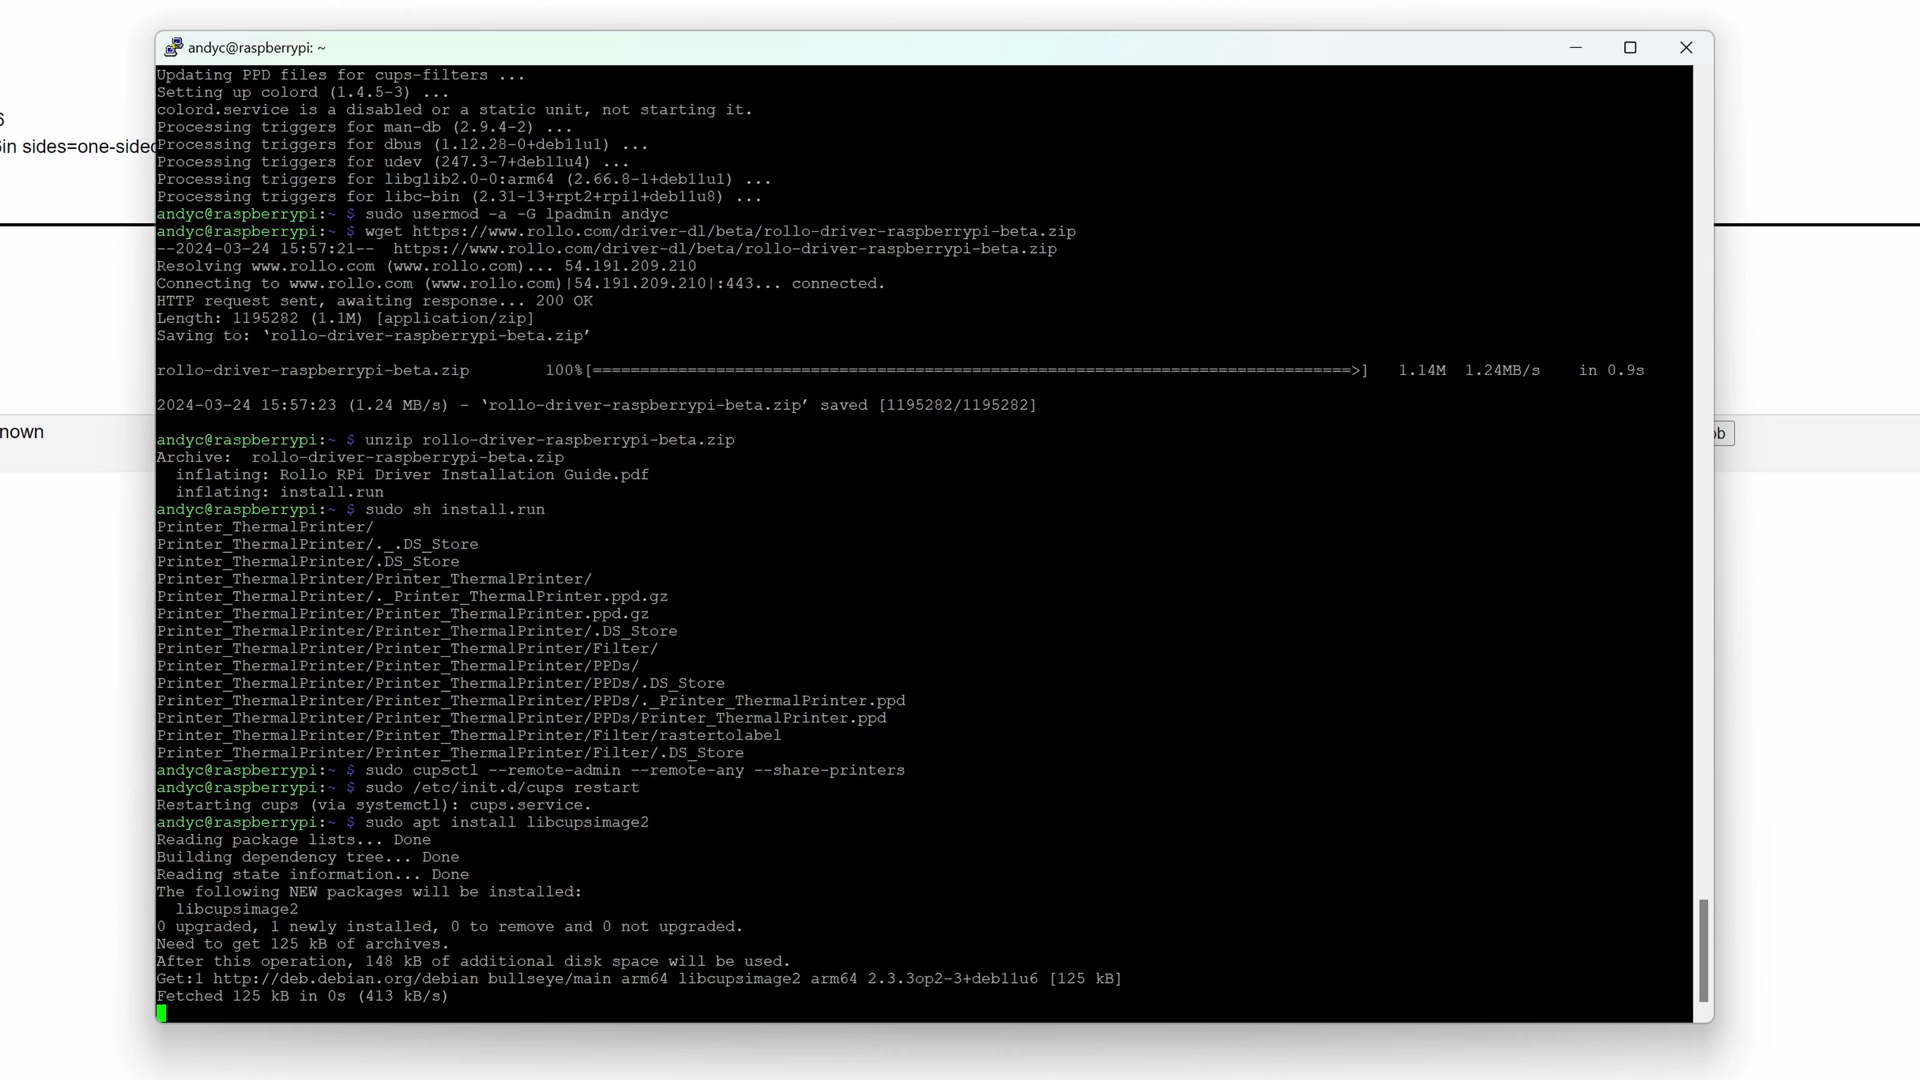 andyc@raspberrypi: ~
Updating PPD files for cups-filters ...
Setting up colord (1.4.5-3) ...
colord.service is a disabled or a static unit, not starting it.
Processing triggers for man-db (2.9.4-2) ...
Processing triggers for dbus (1.12.28-0+deb11u1) ...
Processing triggers for udev (247.3-7+deb11u4) ...
Processing triggers for libglib2.0-0:arm64 (2.66.8-1+deb11u1) ...
Processing triggers for libc-bin (2.31-13+rpt2+rpi1+deb11u8) ...
andyc@raspberrypi:~ $ sudo usermod -a -G lpadmin andyc
andyc@raspberrypi:~ $ wget https://www.rollo.com/driver-dl/beta/rollo-driver-raspberrypi-beta.zip
--2024-03-24 15:57:21--  https://www.rollo.com/driver-dl/beta/rollo-driver-raspberrypi-beta.zip
Resolving www.rollo.com (www.rollo.com)... 54.191.209.210
Connecting to www.rollo.com (www.rollo.com)|54.191.209.210|:443... connected.
HTTP request sent, awaiting response... 200 OK
Length: 1195282 (1.1M) [application/zip]
Saving to: ‘rollo-driver-raspberrypi-beta.zip’
rollo-driver-raspberrypi-beta.zip        100%[================================================================================>]   1.14M  1.24MB/s    in 0.9s
2024-03-24 15:57:23 (1.24 MB/s) - ‘rollo-driver-raspberrypi-beta.zip’ saved [1195282/1195282]
andyc@raspberrypi:~ $ unzip rollo-driver-raspberrypi-beta.zip
Archive:  rollo-driver-raspberrypi-beta.zip
inflating: Rollo RPi Driver Installation Guide.pdf
inflating: install.run
andyc@raspberrypi:~ $ sudo sh install.run
Printer_ThermalPrinter/
Printer_ThermalPrinter/._.DS_Store
Printer_ThermalPrinter/.DS_Store
Printer_ThermalPrinter/Printer_ThermalPrinter/
Printer_ThermalPrinter/._Printer_ThermalPrinter.ppd.gz
Printer_ThermalPrinter/Printer_ThermalPrinter.ppd.gz
Printer_ThermalPrinter/Printer_ThermalPrinter/.DS_Store
Printer_ThermalPrinter/Printer_ThermalPrinter/Filter/
Printer_ThermalPrinter/Printer_ThermalPrinter/PPDs/
Printer_ThermalPrinter/Printer_ThermalPrinter/PPDs/.DS_Store
Printer_ThermalPrinter/Printer_ThermalPrinter/PPDs/._Printer_ThermalPrinter.ppd
Printer_ThermalPrinter/Printer_ThermalPrinter/PPDs/Printer_ThermalPrinter.ppd
Printer_ThermalPrinter/Printer_ThermalPrinter/Filter/rastertolabel
Printer_ThermalPrinter/Printer_ThermalPrinter/Filter/.DS_Store
andyc@raspberrypi:~ $ sudo cupsctl --remote-admin --remote-any --share-printers
andyc@raspberrypi:~ $ sudo /etc/init.d/cups restart
Restarting cups (via systemctl): cups.service.
andyc@raspberrypi:~ $ sudo apt install libcupsimage2
Reading package lists... Done
Building dependency tree... Done
Reading state information... Done
The following NEW packages will be installed:
libcupsimage2
0 upgraded, 1 newly installed, 0 to remove and 0 not upgraded.
Need to get 125 kB of archives.
After this operation, 148 kB of additional disk space will be used.
Get:1 http://deb.debian.org/debian bullseye/main arm64 libcupsimage2 arm64 2.3.3op2-3+deb11u6 [125 kB]
Fetched 125 kB in 0s (413 kB/s)
in sides=one-sided
nown
ob